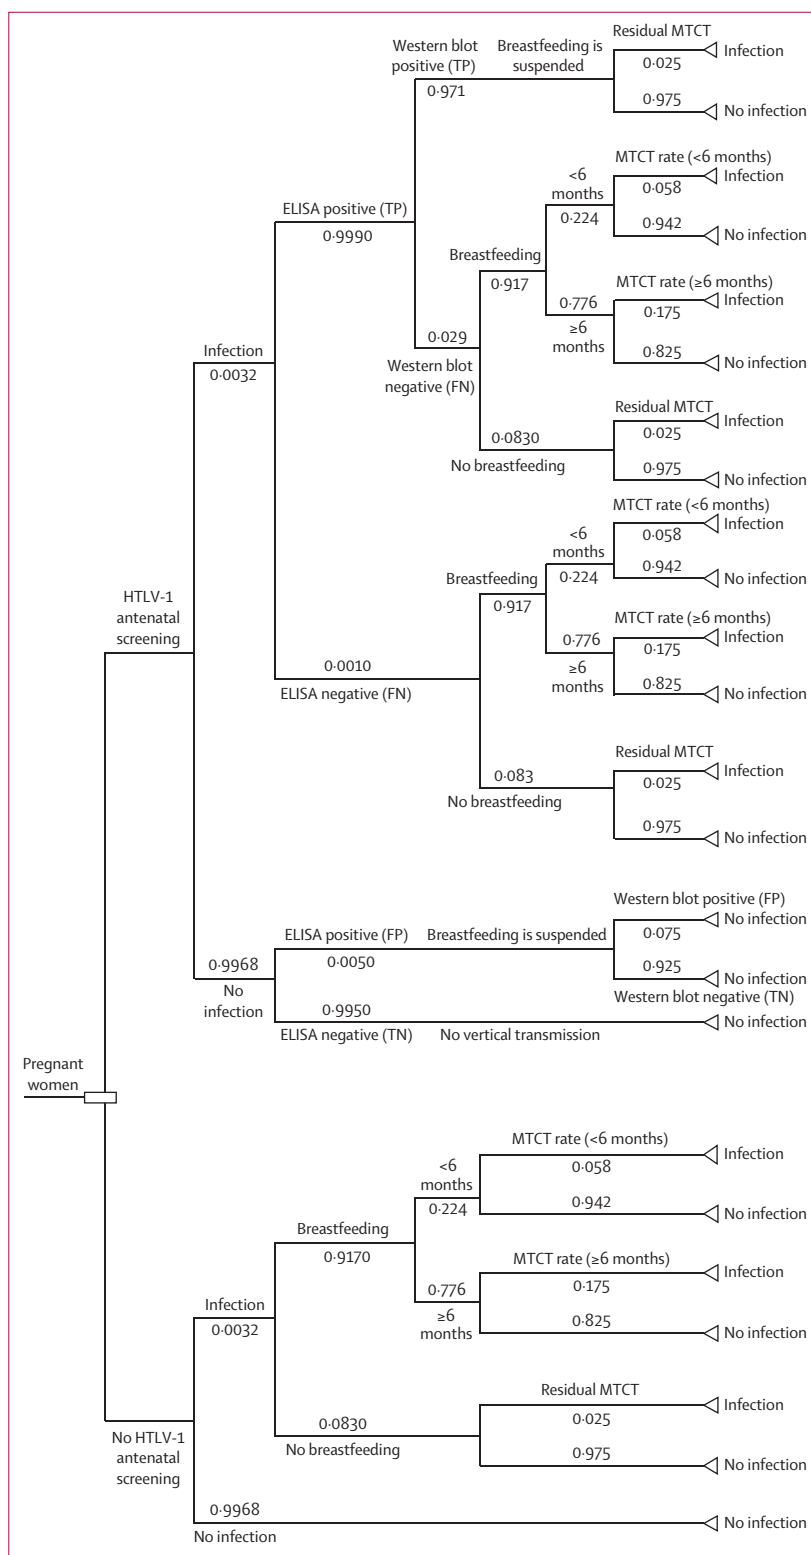 Residual MTCT
Western blot
positive (TP)
Breastfeeding is
suspended
Infection
0·025
0·971
0·975
No infection
MTCT rate (<6 months)
<6
months
Infection
0·058
ELISA positive (TP)
0·224
0·942
0·9990
No infection
Breastfeeding
0·917
MTCT rate (≥6 months)
Infection
0·776
0·175
≥6
months
0·029
0·825
Infection
0·0032
Western blot
negative (FN)
No infection
Residual MTCT
Infection
0·0830
0·025
No breastfeeding
0·975
No infection
MTCT rate (<6 months)
<6
months
Infection
0·058
0·942
Breastfeeding
0·224
No infection
HTLV-1
antenatal
screening
0·917
MTCT rate (≥6 months)
0·776
Infection
0·175
0·0010
≥6
months
0·825
ELISA negative (FN)
No infection
Residual MTCT
0·083
Infection
0·025
No breastfeeding
0·975
No infection
Western blot positive (FP)
No infection
ELISA positive (FP)
Breastfeeding is suspended
0·075
0·9968
0·0050
0·925
No infection
No
infection
Western blot negative (TN)
0·9950
No infection
ELISA negative (TN)
No vertical transmission
Pregnant
women
MTCT rate (<6 months)
Infection
<6
months
0·058
0·224
0·942
No infection
Breastfeeding
0·9170
MTCT rate (≥6 months)
Infection
0·776
0·175
Infection
≥6
months
0·825
0·0032
No infection
Residual MTCT
Infection
0·0830
0·025
No HTLV-1
antenatal
screening
No breastfeeding
0·975
No infection
0·9968
No infection
No infection